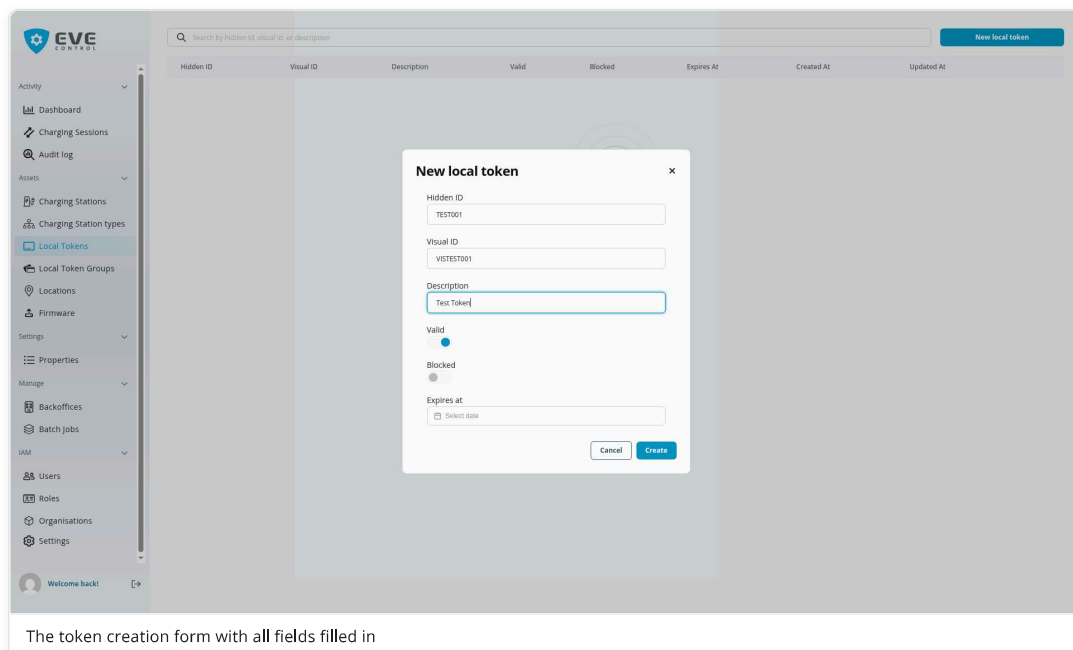 EVE
CONTROL
Search by hidden id, visual id, or description
New local token
Hidden ID Visual ID Description Valid Blocked Expires At Created At Updated At
Activity
Dashboard
Charging Sessions
Audit log
Assets
Charging Stations
Charging Station types
Local Tokens
Local Token Groups
Locations
Firmware
Settings
Properties
Manage
Backoffices
Batch Jobs
IAM
Users
Roles
Organisations
Settings
Welcome back!
New local token
Hidden ID
TEST001
Visual ID
VISTEST001
Description
Test Token
Valid
Blocked
Expires at
Select date
Cancel Create
The token creation form with all fields filled in